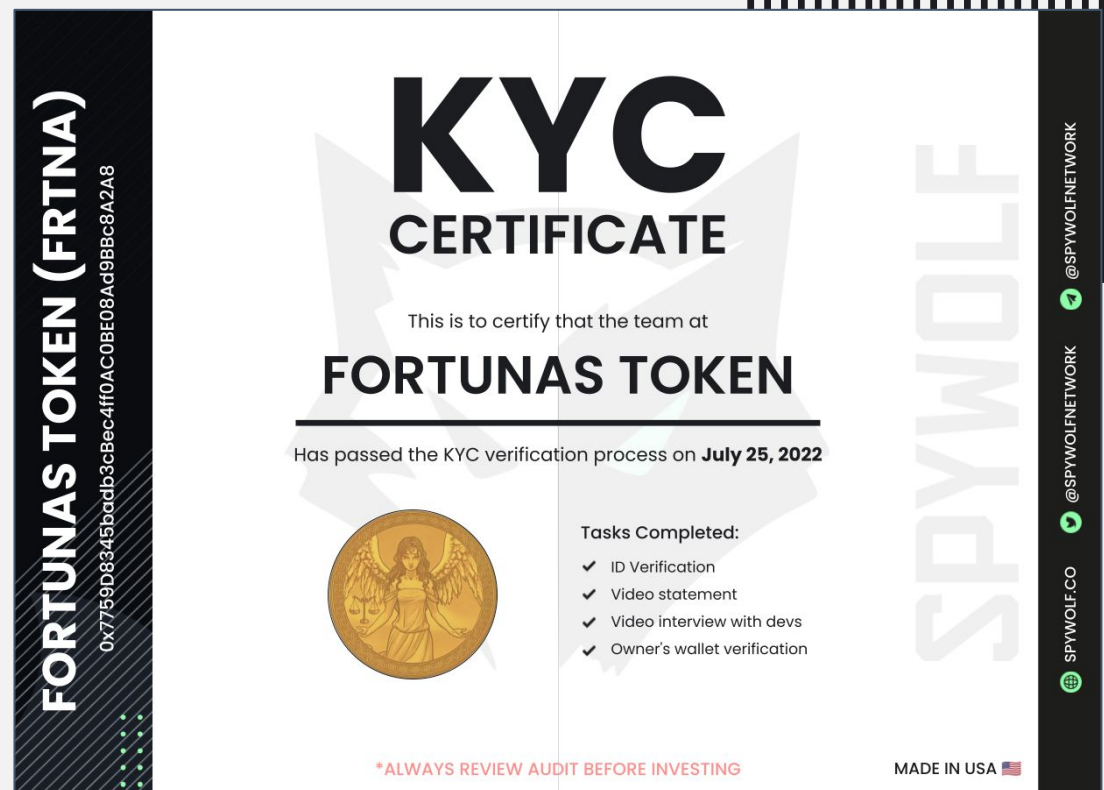 FORTUNAS TOKEN (FRTNA)
0x7759D8345badb3cBec4ff0AC0BE08Ad9BBc8A2A8
KYC
CERTIFICATE
This is to certify that the team at
FORTUNAS TOKEN
Has passed the KYC verification process on July 25, 2022
Tasks Completed:
✔ ID Verification
✔ Video statement
✔ Video interview with devs
✔ Owner's wallet verification
*ALWAYS REVIEW AUDIT BEFORE INVESTING
MADE IN USA 🇺🇸
SPYWOLF
SPYWOLF.CO
@SPYWOLFNETWORK
@SPYWOLFNETWORK